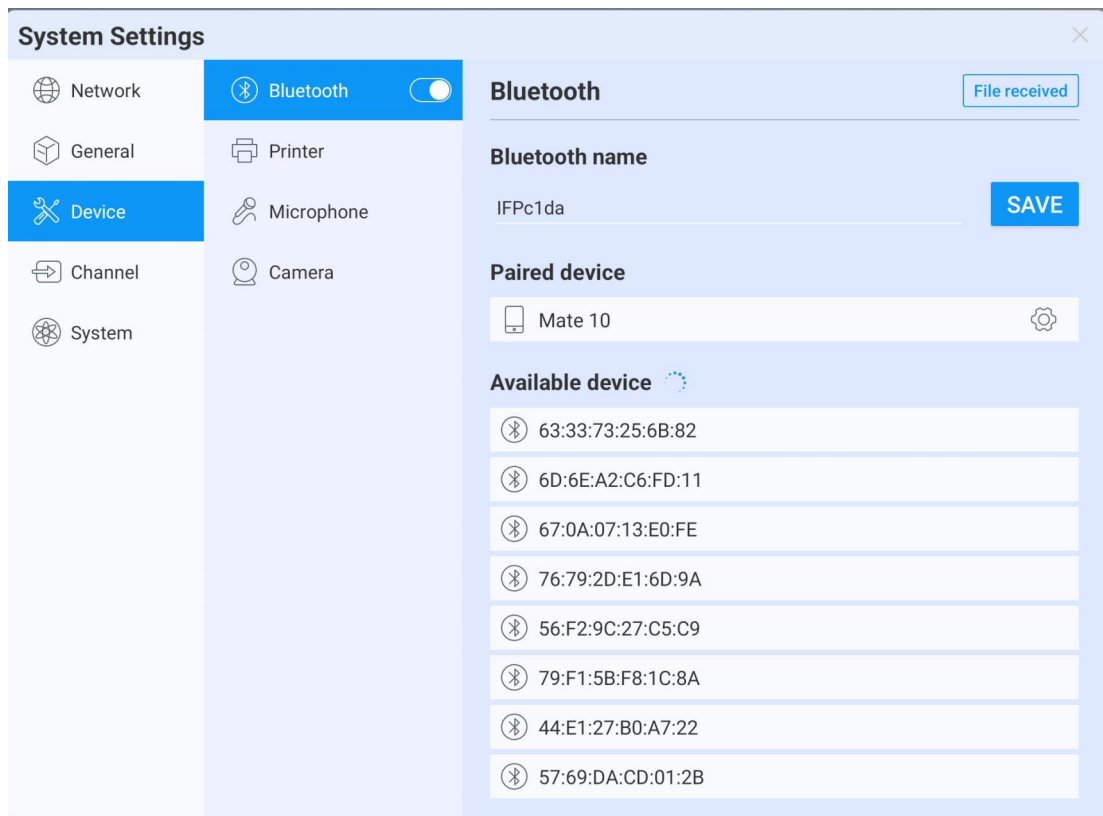 System Settings
Network
General
Device
Channel
System
Bluetooth
Printer
Microphone
Camera
Bluetooth
File received
Bluetooth name
IFPc1da
SAVE
Paired device
Mate 10
Available device
63:33:73:25:6B:82
6D:6E:A2:C6:FD:11
67:0A:07:13:E0:FE
76:79:2D:E1:6D:9A
56:F2:9C:27:C5:C9
79:F1:5B:F8:1C:8A
44:E1:27:B0:A7:22
57:69:DA:CD:01:2B